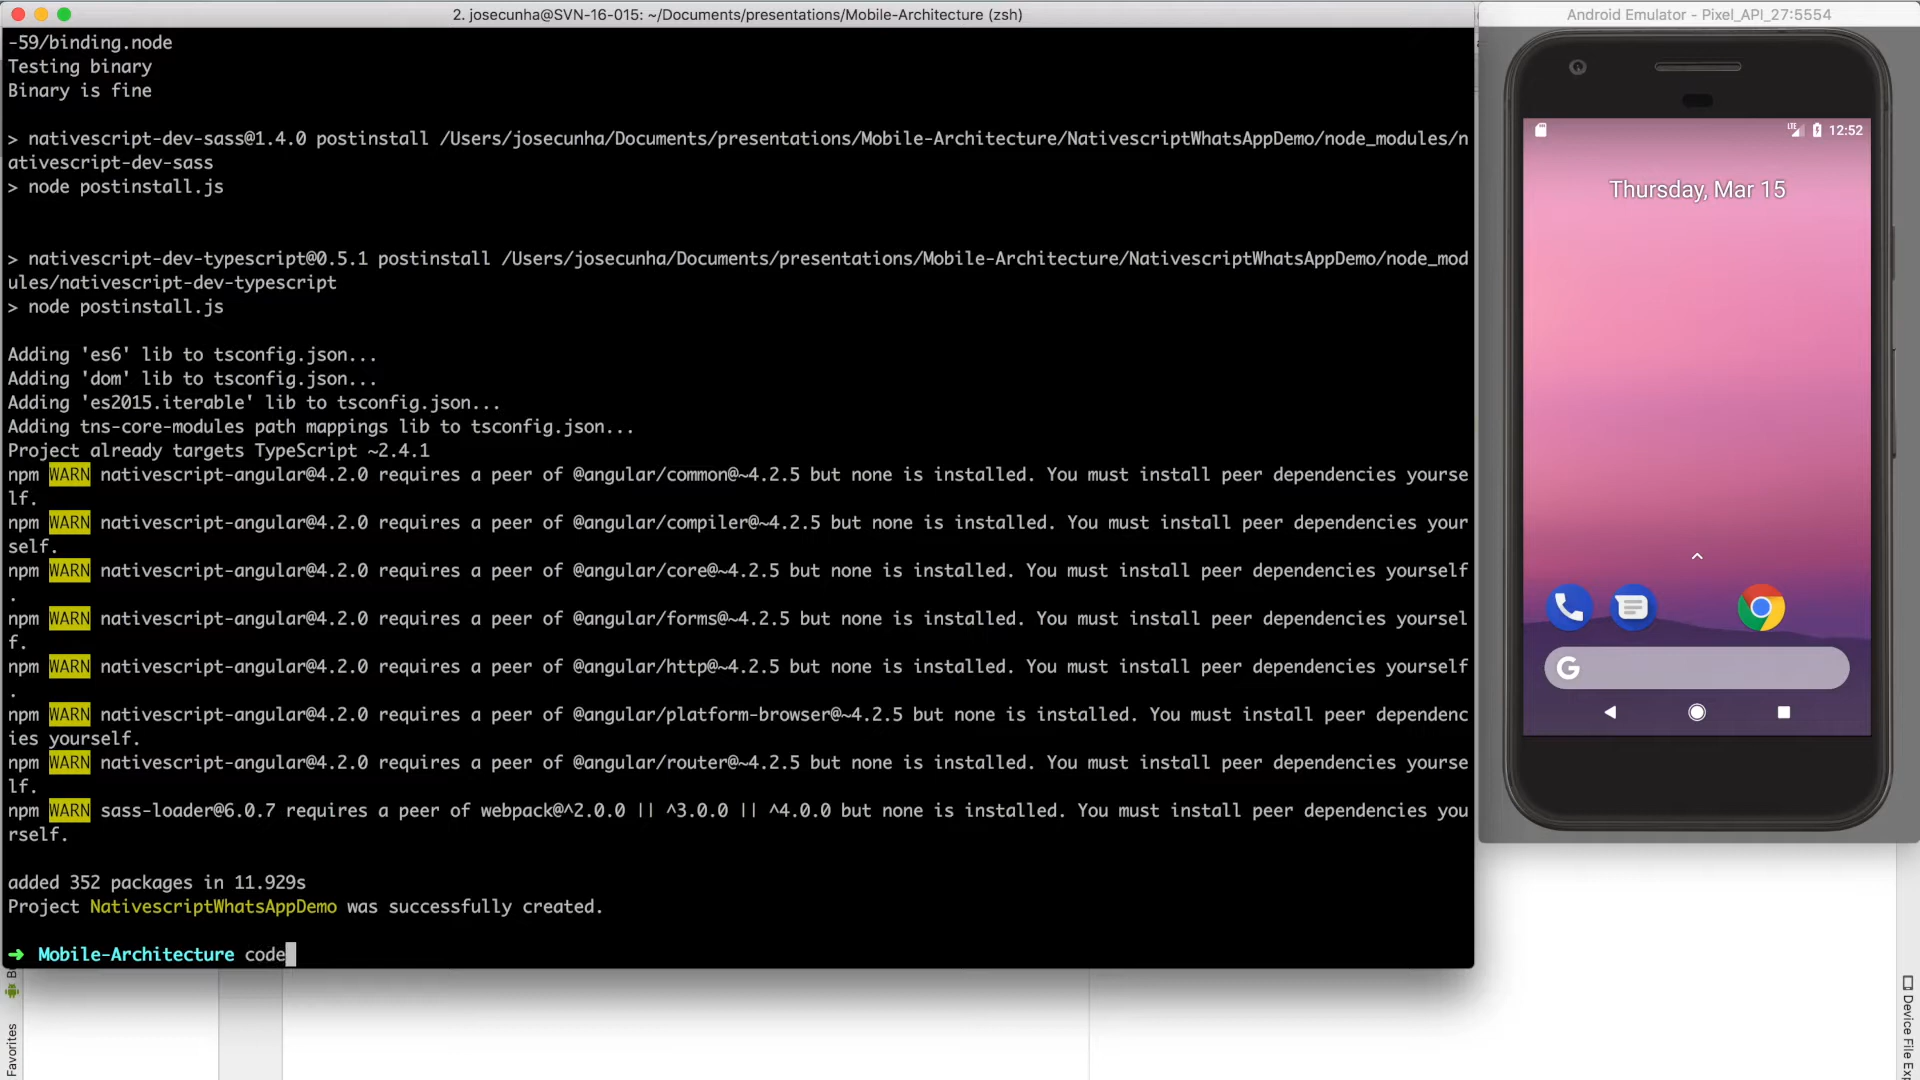 2. josecunha@SVN-16-015: ~/Documents/presentations/Mobile-Architecture (zsh)
-59/binding.node
Testing binary
Binary is fine
> nativescript-dev-sass@1.4.0 postinstall /Users/josecunha/Documents/presentations/Mobile-Architecture/NativescriptWhatsAppDemo/node_modules/n
ativescript-dev-sass
> node postinstall.js
> nativescript-dev-typescript@0.5.1 postinstall /Users/josecunha/Documents/presentations/Mobile-Architecture/NativescriptWhatsAppDemo/node_mod
ules/nativescript-dev-typescript
> node postinstall.js
Adding 'es6' lib to tsconfig.json...
Adding 'dom' lib to tsconfig.json...
Adding 'es2015.iterable' lib to tsconfig.json...
Adding tns-core-modules path mappings lib to tsconfig.json...
Project already targets TypeScript ~2.4.1
npm WARN nativescript-angular@4.2.0 requires a peer of @angular/common@~4.2.5 but none is installed. You must install peer dependencies yourse
lf.
npm WARN nativescript-angular@4.2.0 requires a peer of @angular/compiler@~4.2.5 but none is installed. You must install peer dependencies your
self.
npm WARN nativescript-angular@4.2.0 requires a peer of @angular/core@~4.2.5 but none is installed. You must install peer dependencies yourself
.
npm WARN nativescript-angular@4.2.0 requires a peer of @angular/forms@~4.2.5 but none is installed. You must install peer dependencies yoursel
f.
npm WARN nativescript-angular@4.2.0 requires a peer of @angular/http@~4.2.5 but none is installed. You must install peer dependencies yourself
.
npm WARN nativescript-angular@4.2.0 requires a peer of @angular/platform-browser@~4.2.5 but none is installed. You must install peer dependenc
ies yourself.
npm WARN nativescript-angular@4.2.0 requires a peer of @angular/router@~4.2.5 but none is installed. You must install peer dependencies yourse
lf.
npm WARN sass-loader@6.0.7 requires a peer of webpack@^2.0.0 || ^3.0.0 || ^4.0.0 but none is installed. You must install peer dependencies you
rself.
added 352 packages in 11.929s
Project NativescriptWhatsAppDemo was successfully created.
➜ Mobile-Architecture code
Android Emulator - Pixel_API_27:5554
LTE 12:52
Thursday, Mar 15
G
Favorites
Device File Exp